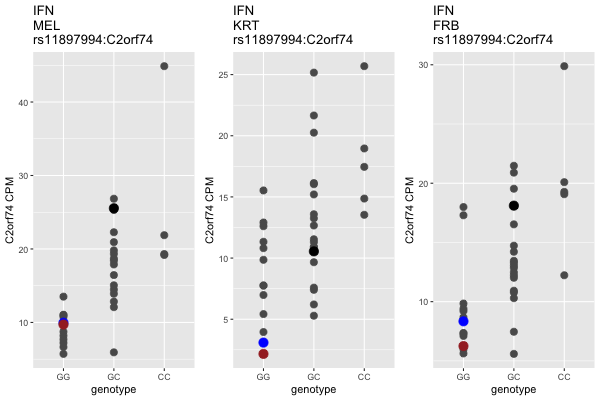 IFN
MEL
rs11897994:C2orf74
C2orf74 CPM
40
30
20
10
GG GC CC
genotype
IFN
KRT
rs11897994:C2orf74
C2orf74 CPM
25
20
15
10
5
GG GC CC
genotype
IFN
FRB
rs11897994:C2orf74
C2orf74 CPM
30
20
10
GG GC CC
genotype